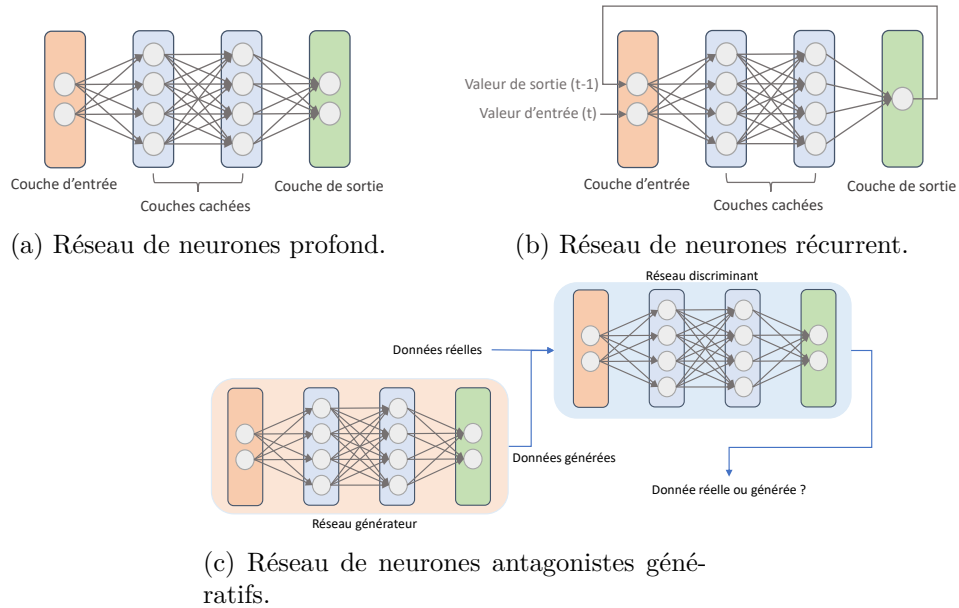 Couche d'entrée
Couches cachées
Couche de sortie
(a) Réseau de neurones profond.
Valeur de sortie (t-1)
Valeur d'entrée (t)
Couche d'entrée
Couches cachées
Couche de sortie
(b) Réseau de neurones récurrent.
Réseau discriminant
Données réelles
Données générées
Donnée réelle ou générée ?
Réseau générateur
(c) Réseau de neurones antagonistes géné-
ratifs.